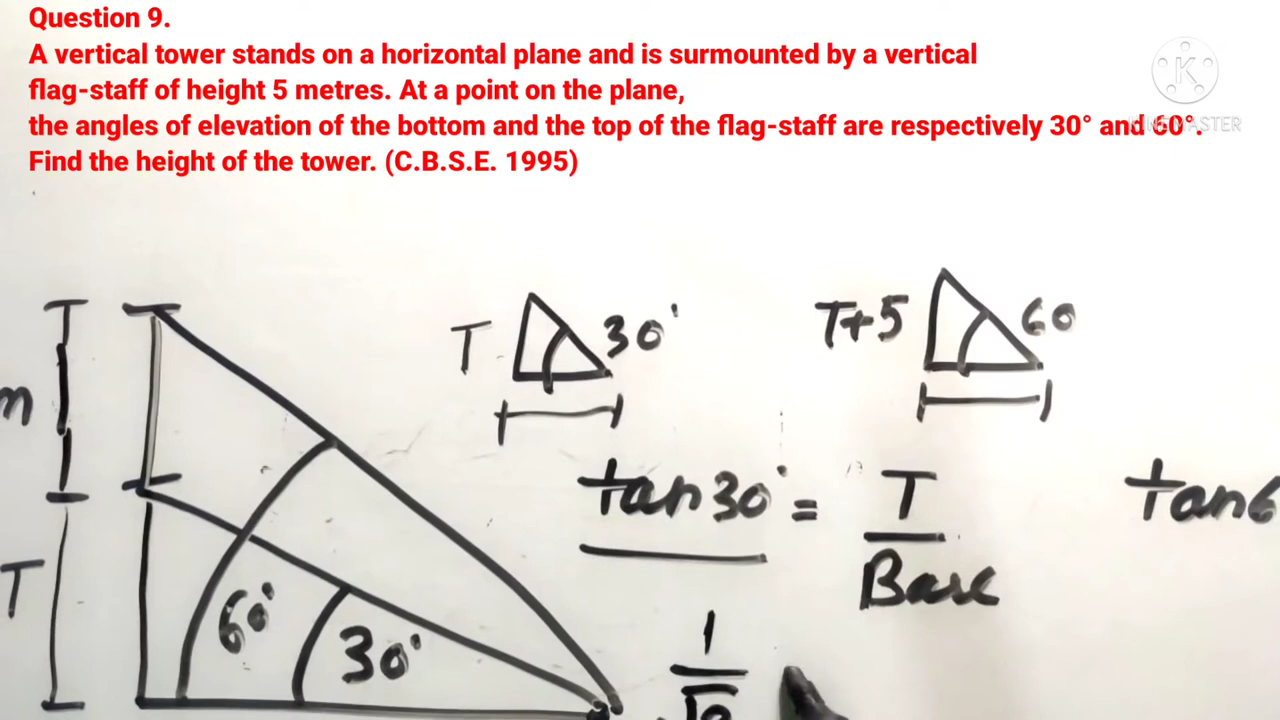 Question 9.
A vertical tower stands on a horizontal plane and is surmounted by a vertical
flag-staff of height 5 metres. At a point on the plane,
the angles of elevation of the bottom and the top of the flag-staff are respectively 30° and 60°.
Find the height of the tower. (C.B.S.E. 1995)
K
KINEMASTER
T 30°
T+5 60
m
tan30° = T
Base
tan6
T
60°
30°
1